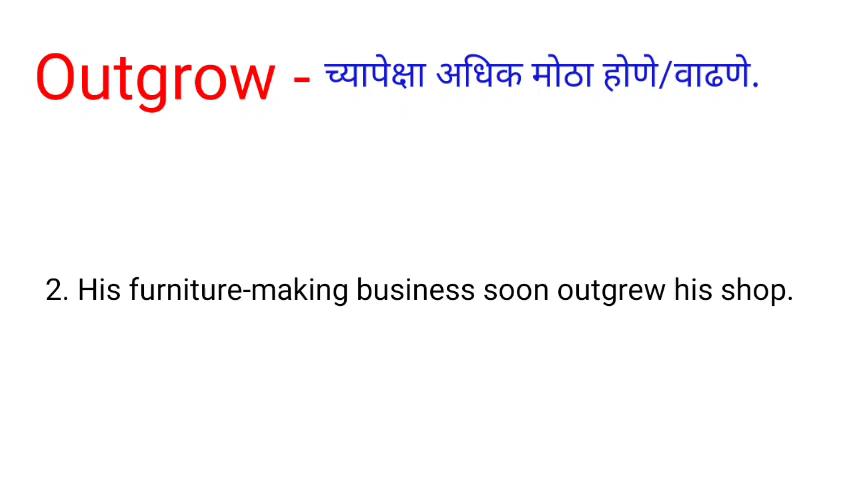 Outgrow - च्यापेक्षा अधिक मोठा होणे/वाढणे.
2. His furniture-making business soon outgrew his shop.